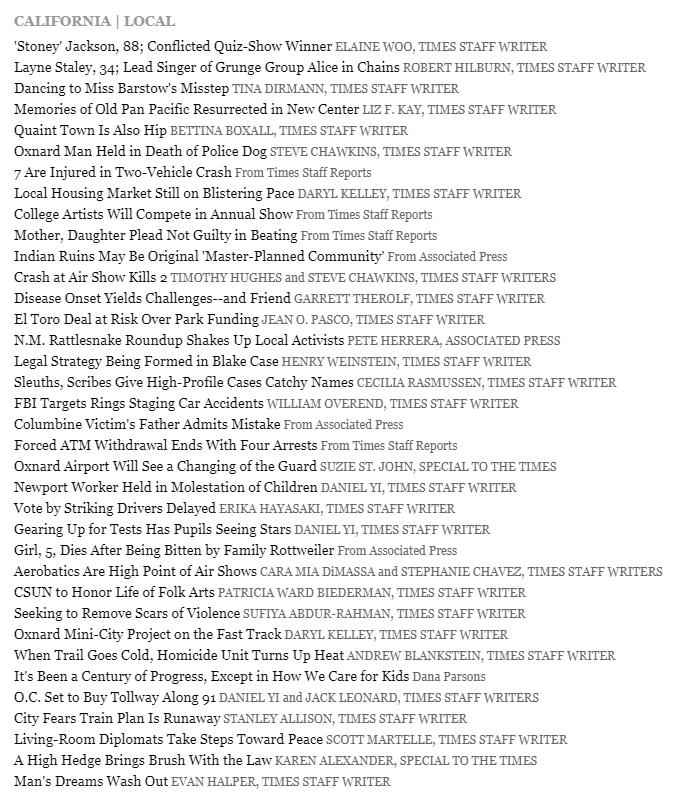 CALIFORNIA | LOCAL
'Stoney' Jackson, 88; Conflicted Quiz-Show Winner ELAINE WOO, TIMES STAFF WRITER
Layne Staley, 34; Lead Singer of Grunge Group Alice in Chains ROBERT HILBURN, TIMES STAFF WRITER
Dancing to Miss Barstow's Misstep TINA DIRMANN, TIMES STAFF WRITER
Memories of Old Pan Pacific Resurrected in New Center LIZ F. KAY, TIMES STAFF WRITER
Quaint Town Is Also Hip BETTINA BOXALL, TIMES STAFF WRITER
Oxnard Man Held in Death of Police Dog STEVE CHAWKINS, TIMES STAFF WRITER
7 Are Injured in Two-Vehicle Crash From Times Staff Reports
Local Housing Market Still on Blistering Pace DARYL KELLEY, TIMES STAFF WRITER
College Artists Will Compete in Annual Show From Times Staff Reports
Mother, Daughter Plead Not Guilty in Beating From Times Staff Reports
Indian Ruins May Be Original 'Master-Planned Community' From Associated Press
Crash at Air Show Kills 2 TIMOTHY HUGHES and STEVE CHAWKINS, TIMES STAFF WRITERS
Disease Onset Yields Challenges--and Friend GARRETT THEROLF, TIMES STAFF WRITER
El Toro Deal at Risk Over Park Funding JEAN O. PASCO, TIMES STAFF WRITER
N.M. Rattlesnake Roundup Shakes Up Local Activists PETE HERRERA, ASSOCIATED PRESS
Legal Strategy Being Formed in Blake Case HENRY WEINSTEIN, TIMES STAFF WRITER
Sleuths, Scribes Give High-Profile Cases Catchy Names CECILIA RASMUSSEN, TIMES STAFF WRITER
FBI Targets Rings Staging Car Accidents WILLIAM OVEREND, TIMES STAFF WRITER
Columbine Victim's Father Admits Mistake From Associated Press
Forced ATM Withdrawal Ends With Four Arrests From Times Staff Reports
Oxnard Airport Will See a Changing of the Guard SUZIE ST. JOHN, SPECIAL TO THE TIMES
Newport Worker Held in Molestation of Children DANIEL YI, TIMES STAFF WRITER
Vote by Striking Drivers Delayed ERIKA HAYASAKI, TIMES STAFF WRITER
Gearing Up for Tests Has Pupils Seeing Stars DANIEL YI, TIMES STAFF WRITER
Girl, 5, Dies After Being Bitten by Family Rottweiler From Associated Press
Aerobatics Are High Point of Air Shows CARA MIA DiMASSA and STEPHANIE CHAVEZ, TIMES STAFF WRITERS
CSUN to Honor Life of Folk Arts PATRICIA WARD BIEDERMAN, TIMES STAFF WRITER
Seeking to Remove Scars of Violence SUFIYA ABDUR-RAHMAN, TIMES STAFF WRITER
Oxnard Mini-City Project on the Fast Track DARYL KELLEY, TIMES STAFF WRITER
When Trail Goes Cold, Homicide Unit Turns Up Heat ANDREW BLANKSTEIN, TIMES STAFF WRITER
It's Been a Century of Progress, Except in How We Care for Kids Dana Parsons
O.C. Set to Buy Tollway Along 91 DANIEL YI and JACK LEONARD, TIMES STAFF WRITERS
City Fears Train Plan Is Runaway STANLEY ALLISON, TIMES STAFF WRITER
Living-Room Diplomats Take Steps Toward Peace SCOTT MARTELLE, TIMES STAFF WRITER
A High Hedge Brings Brush With the Law KAREN ALEXANDER, SPECIAL TO THE TIMES
Man's Dreams Wash Out EVAN HALPER, TIMES STAFF WRITER